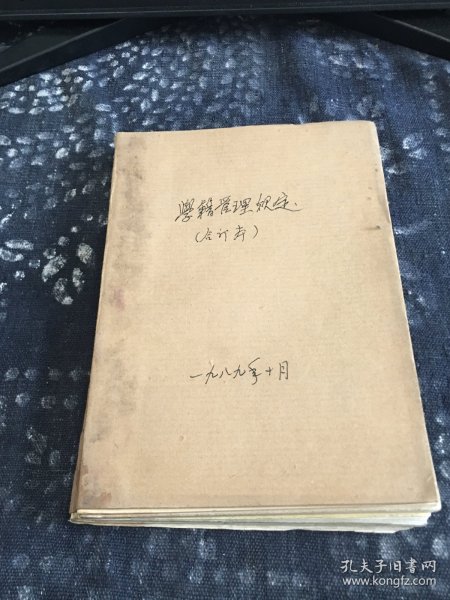 學籍管理規定
（合订本）
一九八九年十月
孔夫子旧书网
www.kongfz.com